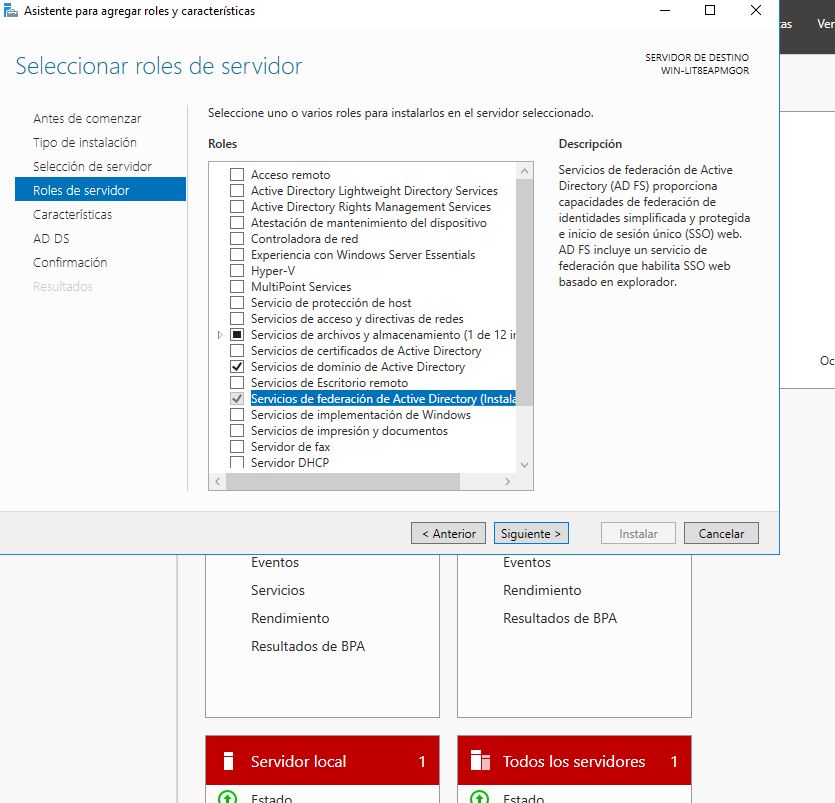 Asistente para agregar roles y características
Seleccionar roles de servidor
SERVIDOR DE DESTINO
WIN-LIT8EAPMGOR
Antes de comenzar
Tipo de instalación
Selección de servidor
Roles de servidor
Características
AD DS
Confirmación
Resultados
Seleccione uno o varios roles para instalarlos en el servidor seleccionado.
Roles
Acceso remoto
Active Directory Lightweight Directory Services
Active Directory Rights Management Services
Atestación de mantenimiento del dispositivo
Controladora de red
Experiencia con Windows Server Essentials
Hyper-V
MultiPoint Services
Servicio de protección de host
Servicios de acceso y directivas de redes
Servicios de archivos y almacenamiento (1 de 12 in
Servicios de certificados de Active Directory
Servicios de dominio de Active Directory
Servicios de Escritorio remoto
Servicios de federación de Active Directory (Instala
Servicios de implementación de Windows
Servicios de impresión y documentos
Servidor de fax
Servidor DHCP
Descripción
Servicios de federación de Active
Directory (AD FS) proporciona
capacidades de federación de
identidades simplificada y protegida
e inicio de sesión único (SSO) web.
AD FS incluye un servicio de
federación que habilita SSO web
basado en explorador.
< Anterior
Siguiente >
Instalar
Cancelar
as
Ver
Oc
Eventos
Servicios
Rendimiento
Resultados de BPA
Eventos
Rendimiento
Resultados de BPA
Servidor local 1
Todos los servidores 1
Estado
Estado